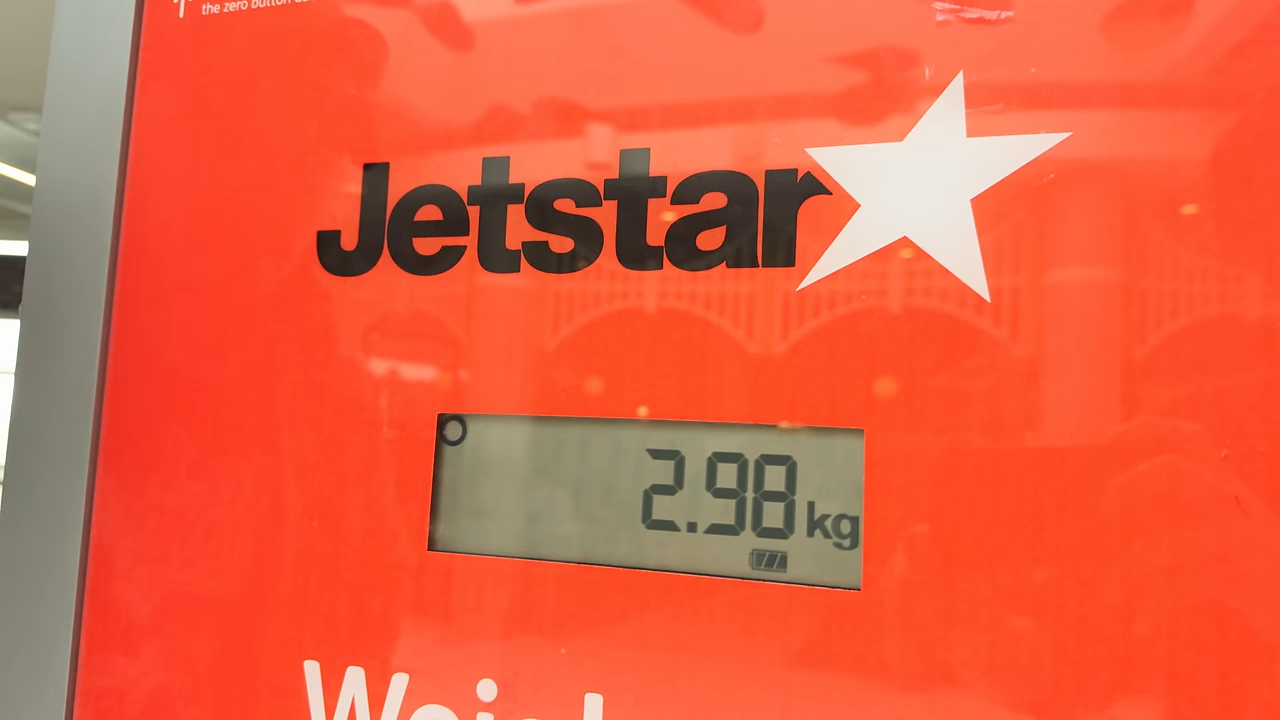 the zero button
Jetstar
2.98 kg